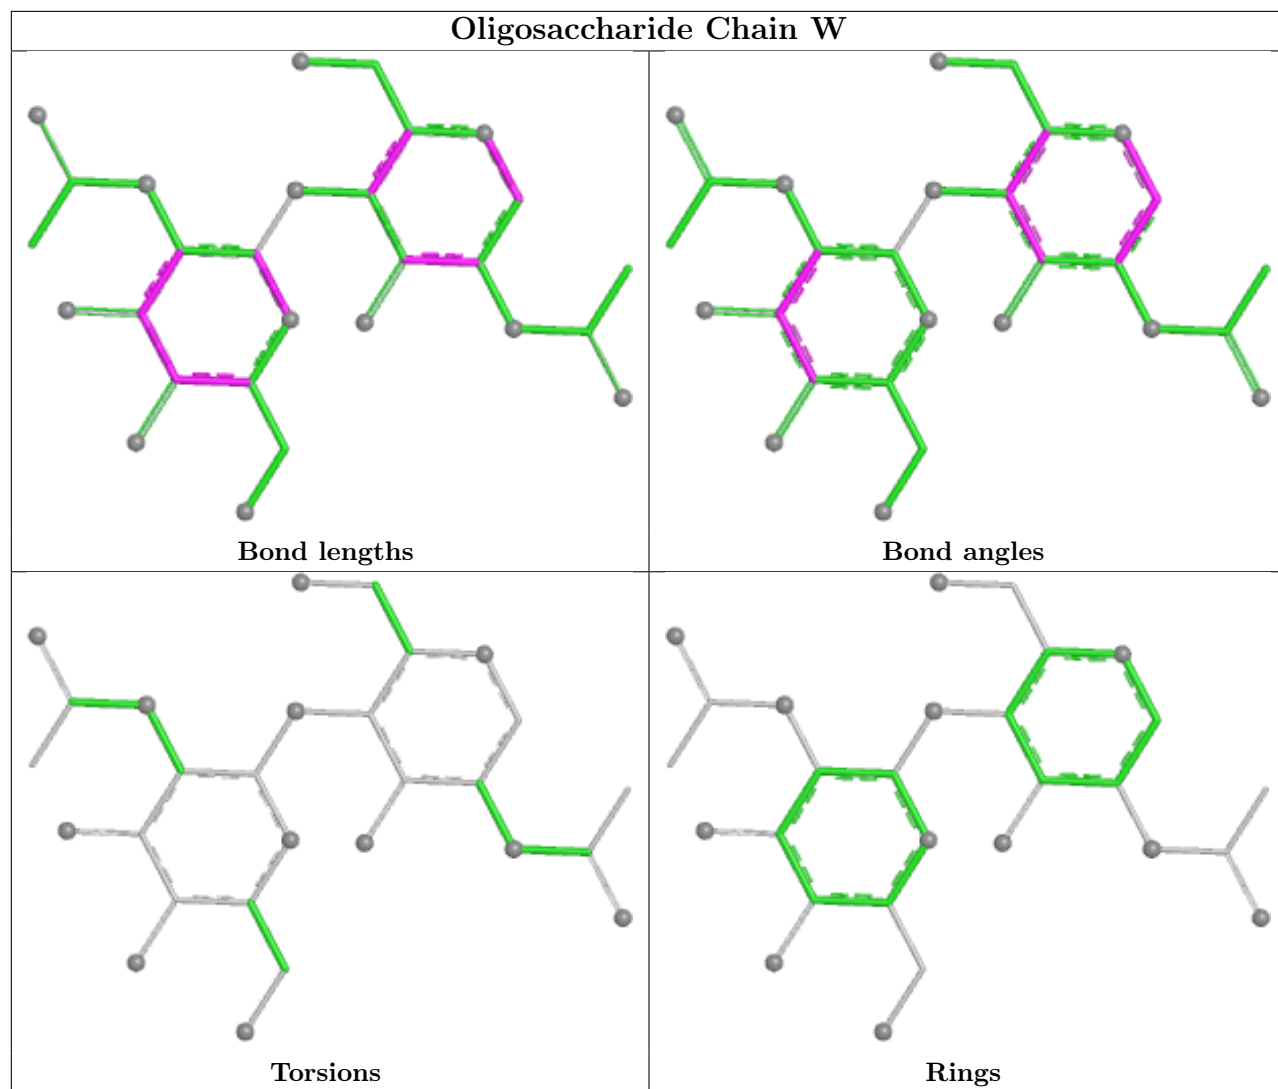 Oligosaccharide Chain W
Bond lengths
Bond angles
Torsions
Rings